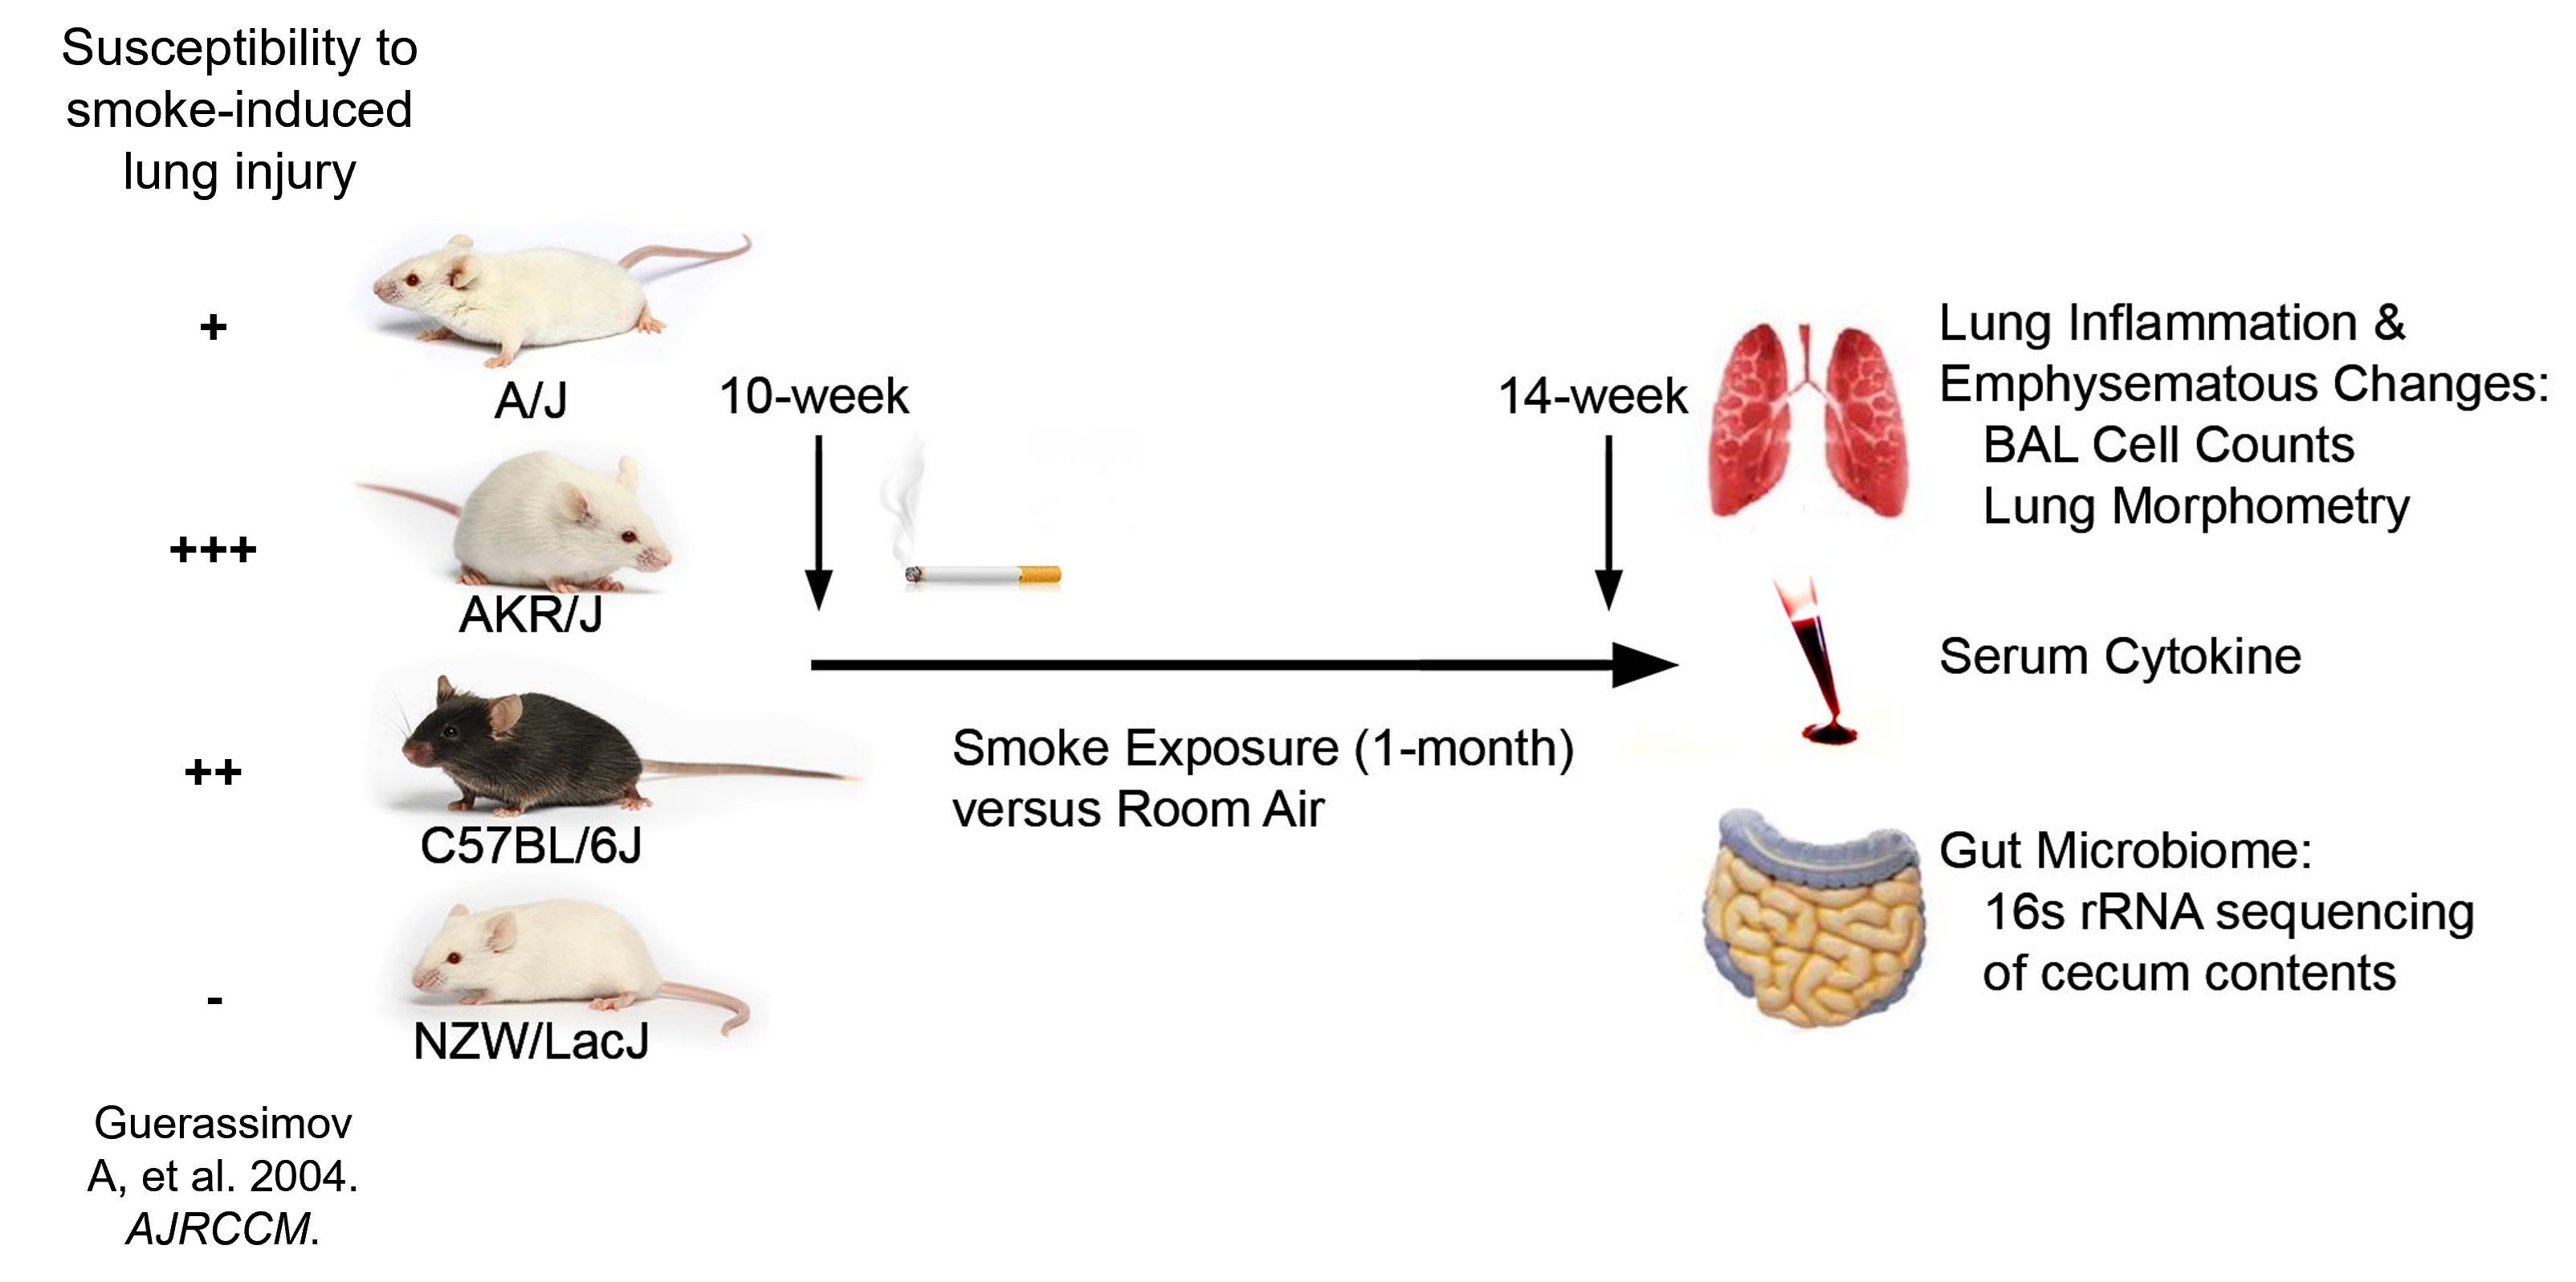 Susceptibility to
smoke-induced
lung injury
+
A/J
+++
AKR/J
++
C57BL/6J
-
NZW/LacJ
Guerassimov
A, et al. 2004.
AJRCCM.
10-week
14-week
Smoke Exposure (1-month)
versus Room Air
Lung Inflammation &
Emphysematous Changes:
BAL Cell Counts
Lung Morphometry
Serum Cytokine
Gut Microbiome:
16s rRNA sequencing
of cecum contents